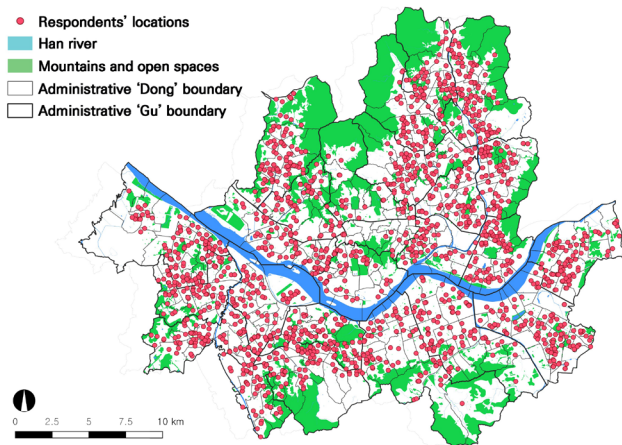 Respondents' locations
Han river
Mountains and open spaces
Administrative 'Dong' boundary
Administrative 'Gu' boundary
0 2.5 5 7.5 10 km